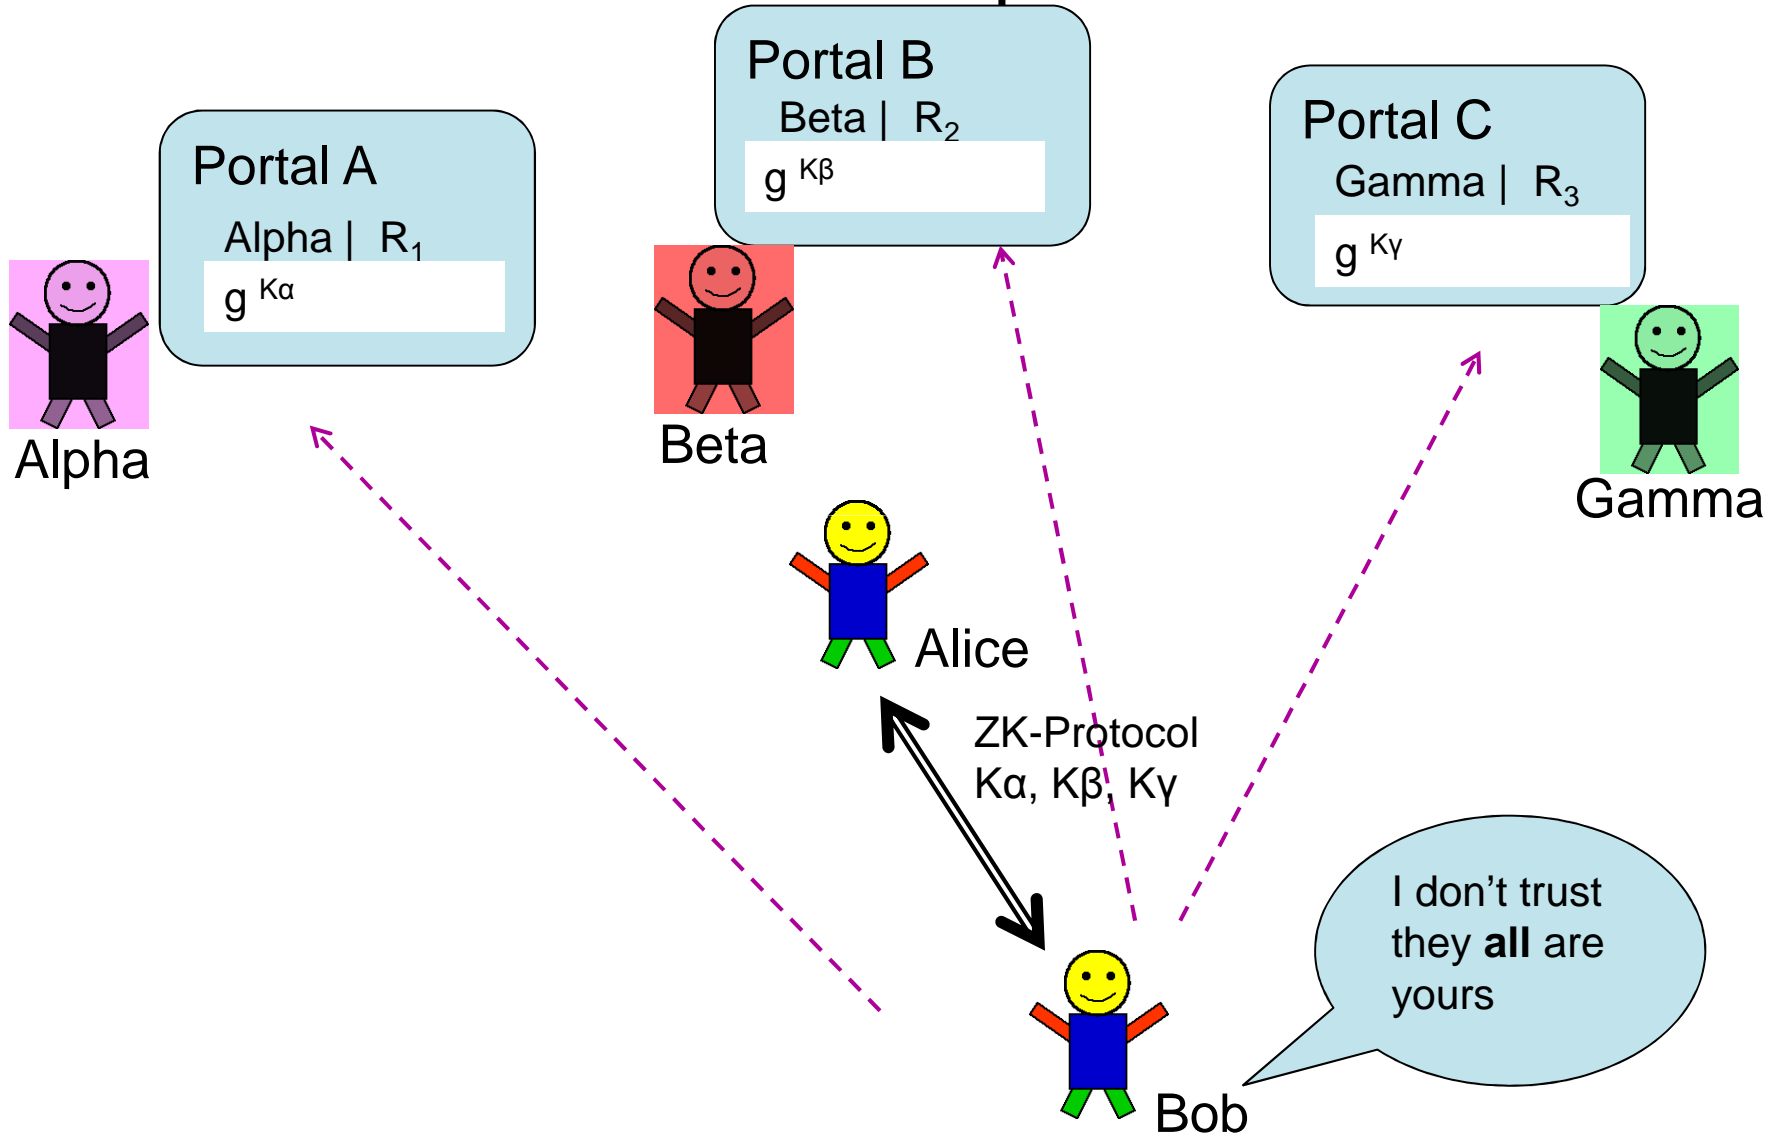 Portal A
Alpha | R₁
g ᴷα
Alpha
Portal B
Beta | R₂
g ᴷβ
Beta
Portal C
Gamma | R₃
g ᴷγ
Gamma
Alice
ZK-Protocol
Kα, Kβ, Kγ
I don’t trust
they all are
yours
Bob